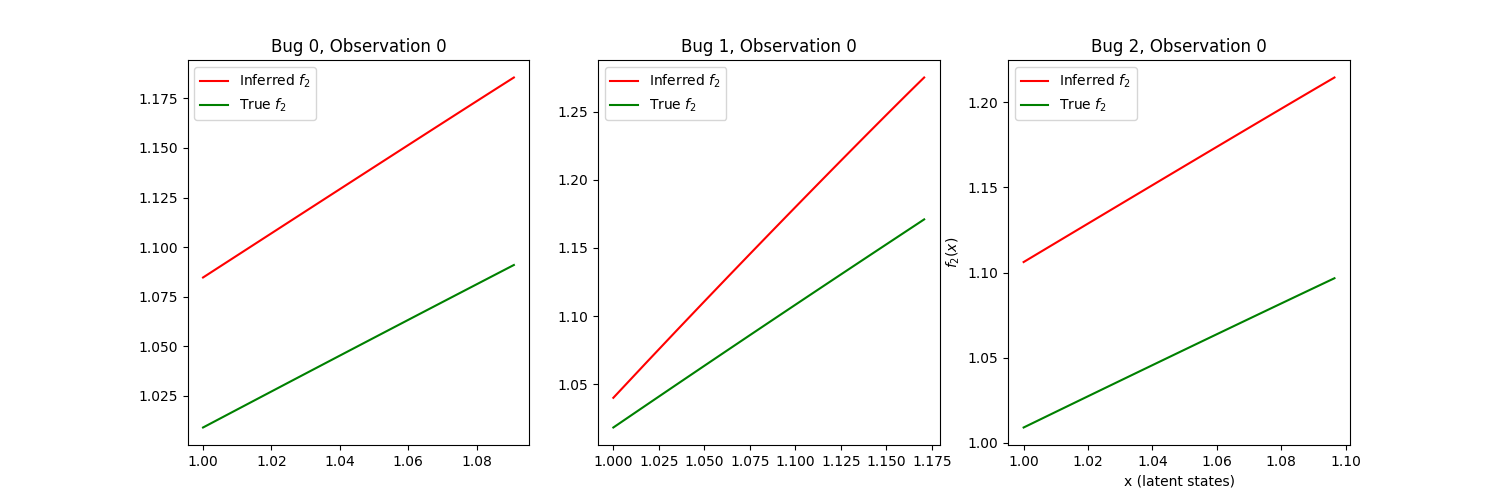 Bug 0, Observation 0
Inferred f₂
True f₂
1.175
1.150
1.125
1.100
1.075
1.050
1.025
1.00 1.02 1.04 1.06 1.08
Bug 1, Observation 0
Inferred f₂
True f₂
1.25
1.20
1.15
1.10
1.05
1.000 1.025 1.050 1.075 1.100 1.125 1.150 1.175
Bug 2, Observation 0
Inferred f₂
True f₂
f₂(x)
1.20
1.15
1.10
1.05
1.00
1.00 1.02 1.04 1.06 1.08 1.10
x (latent states)